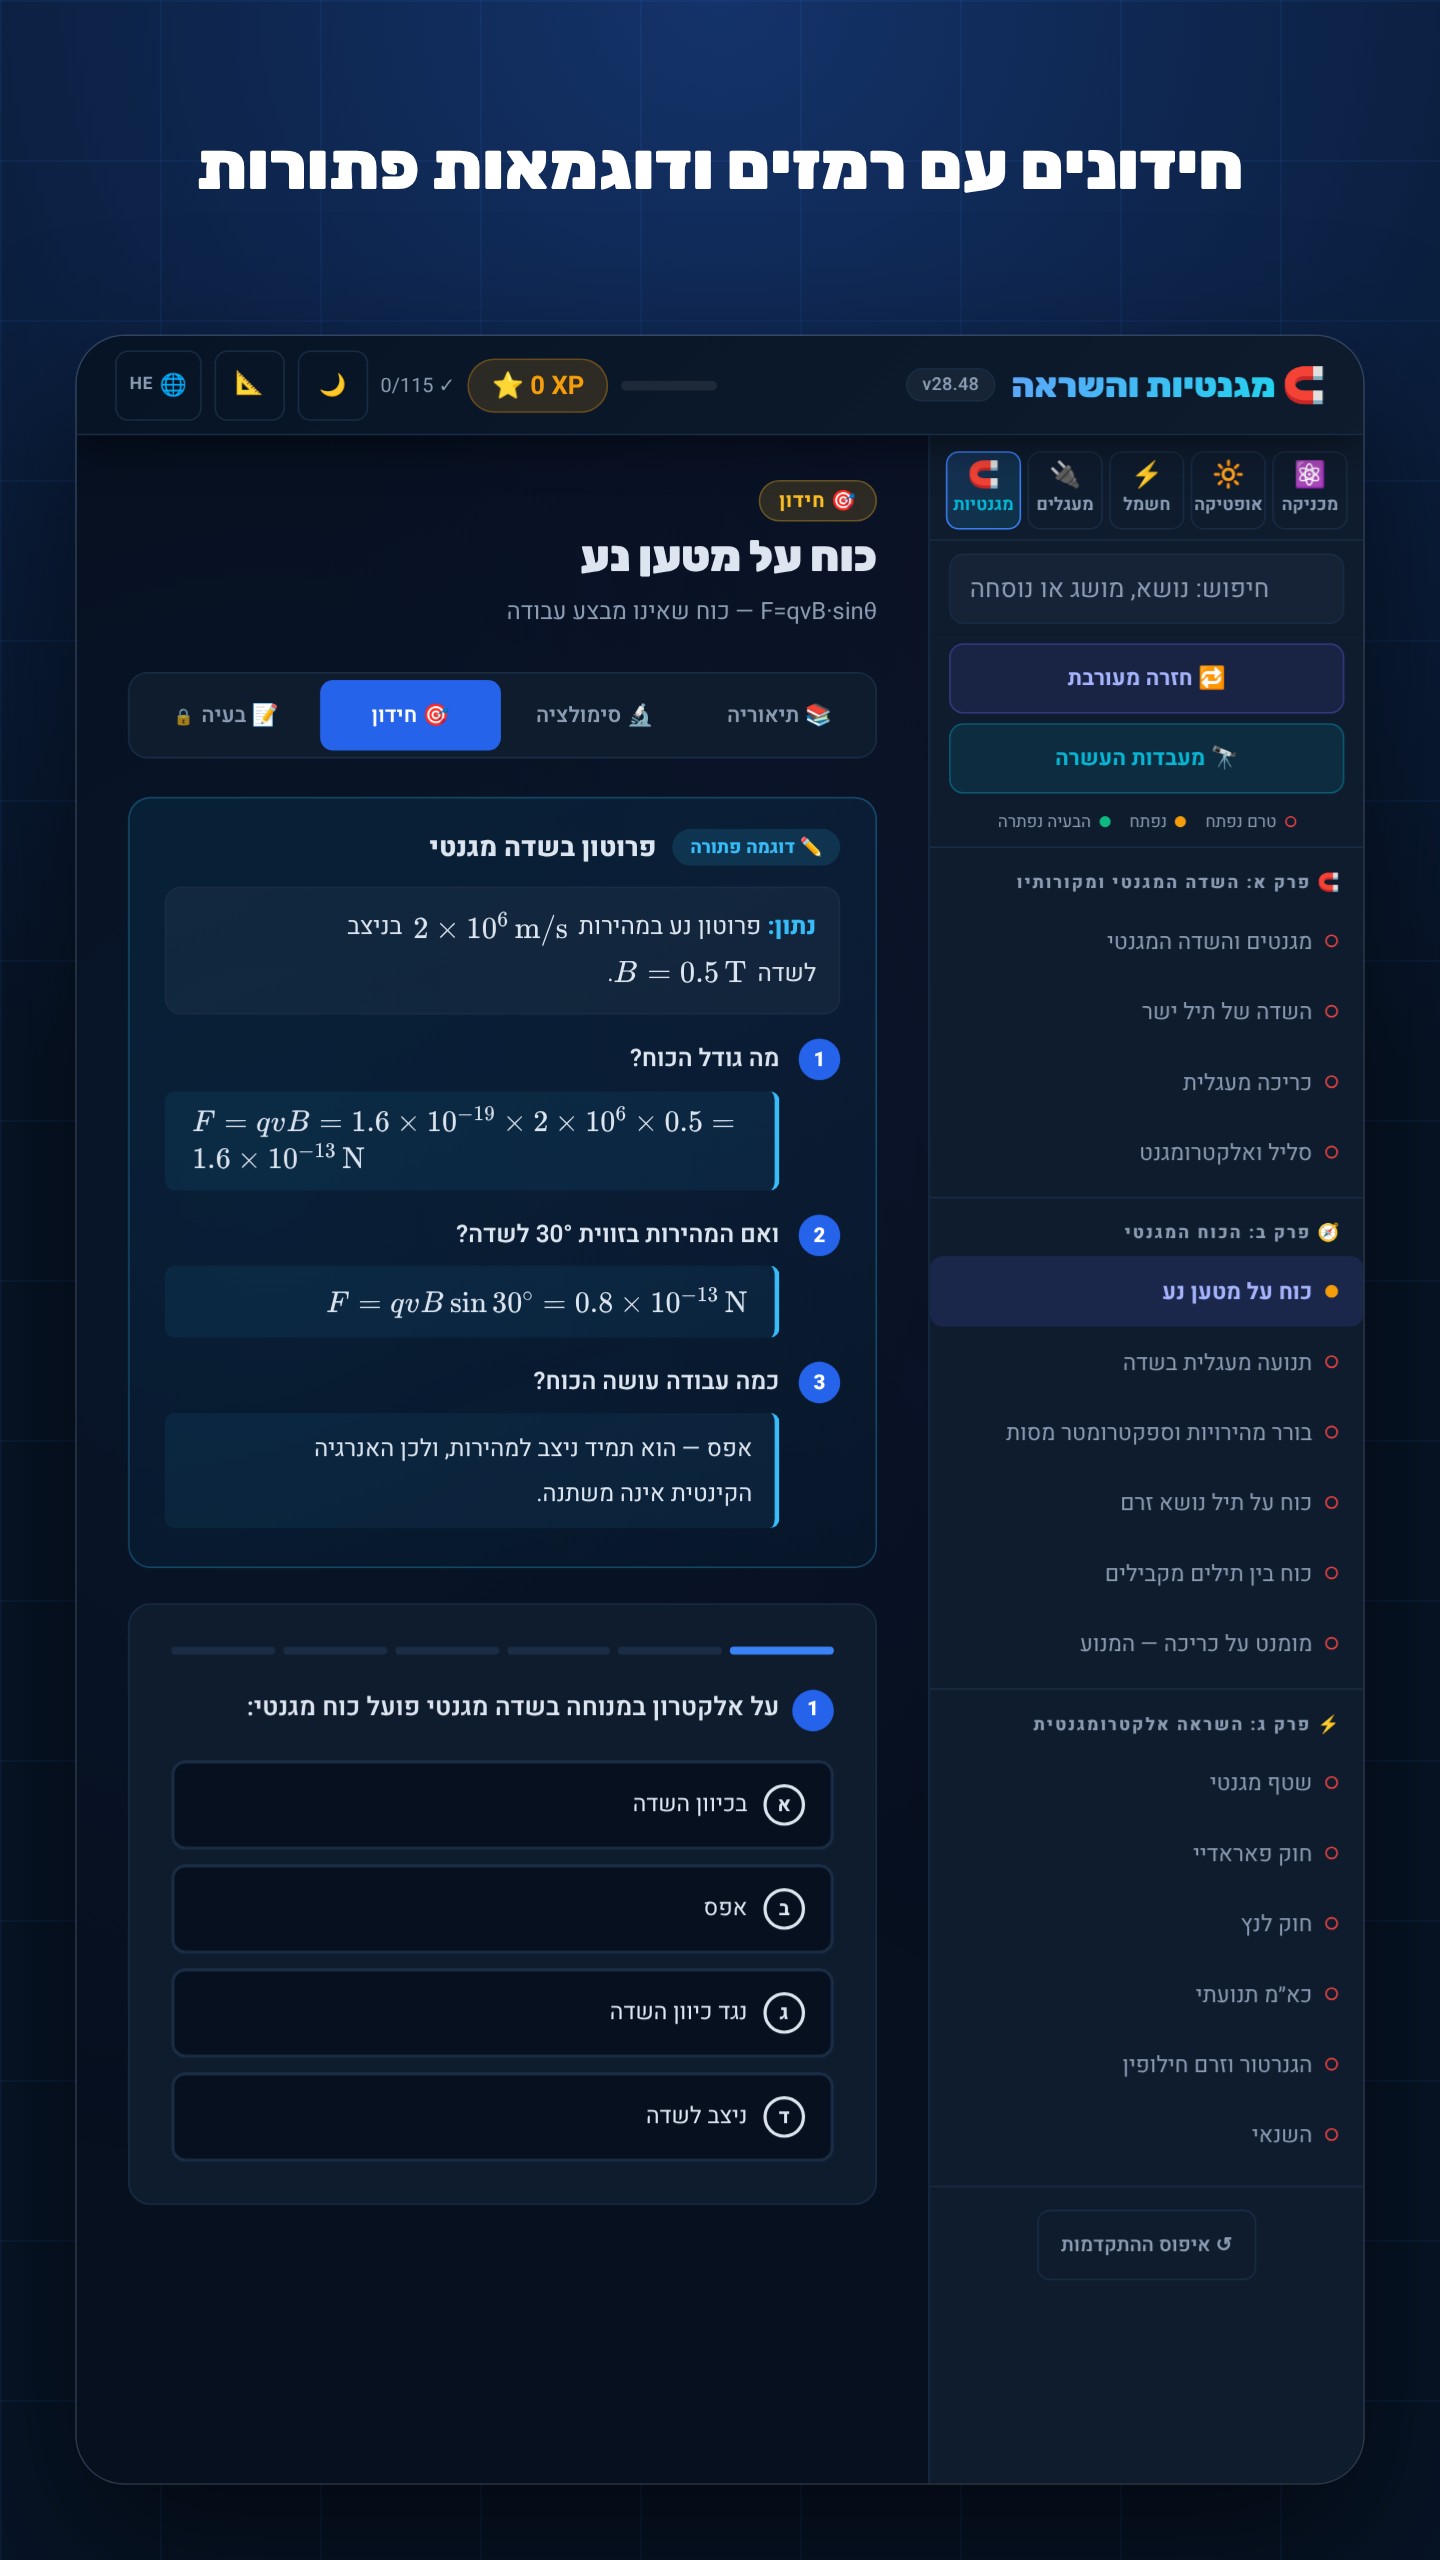 חידונים עם רמזים ודוגמאות פתורות
🧲 מגנטיות והשראה v28.48
⭐ 0 XP
0/115 ✓
🌙
📐
HE 🌐
⚛️ מכניקה
🔆 אופטיקה
⚡ חשמל
🔌 מעגלים
🧲 מגנטיות
חיפוש: נושא, מושג או נוסחה
🔁 חזרה מעורבת
🔭 מעבדות העשרה
טרם נפתח נפתח הבעיה נפתרה
🧲 פרק א: השדה המגנטי ומקורותיו
מגנטים והשדה המגנטי
השדה של תיל ישר
כריכה מעגלית
סליל ואלקטרומגנט
🧭 פרק ב: הכוח המגנטי
כוח על מטען נע
תנועה מעגלית בשדה
בורר מהירויות וספקטרומטר מסות
כוח על תיל נושא זרם
כוח בין תילים מקבילים
מומנט על כריכה — המנוע
⚡ פרק ג: השראה אלקטרומגנטית
שטף מגנטי
חוק פאראדיי
חוק לנץ
כא״מ תנועתי
הגנרטור וזרם חילופין
השנאי
↺ איפוס ההתקדמות
🎯 חידון
כוח על מטען נע
F=qvB·sinθ — כוח שאינו מבצע עבודה
📚 תיאוריה
🔬 סימולציה
🎯 חידון
📝 בעיה 🔒
✏️ דוגמה פתורה פרוטון בשדה מגנטי
נתון: פרוטון נע במהירות 2 × 10⁶ m/s בניצב
לשדה B = 0.5 T.
1 מה גודל הכוח?
F = qvB = 1.6 × 10⁻¹⁹ × 2 × 10⁶ × 0.5 =
1.6 × 10⁻¹³ N
2 ואם המהירות בזווית 30° לשדה?
F = qvB sin 30° = 0.8 × 10⁻¹³ N
3 כמה עבודה עושה הכוח?
אפס — הוא תמיד ניצב למהירות, ולכן האנרגיה
הקינטית אינה משתנה.
1 על אלקטרון במנוחה בשדה מגנטי פועל כוח מגנטי:
א בכיוון השדה
ב אפס
ג נגד כיוון השדה
ד ניצב לשדה